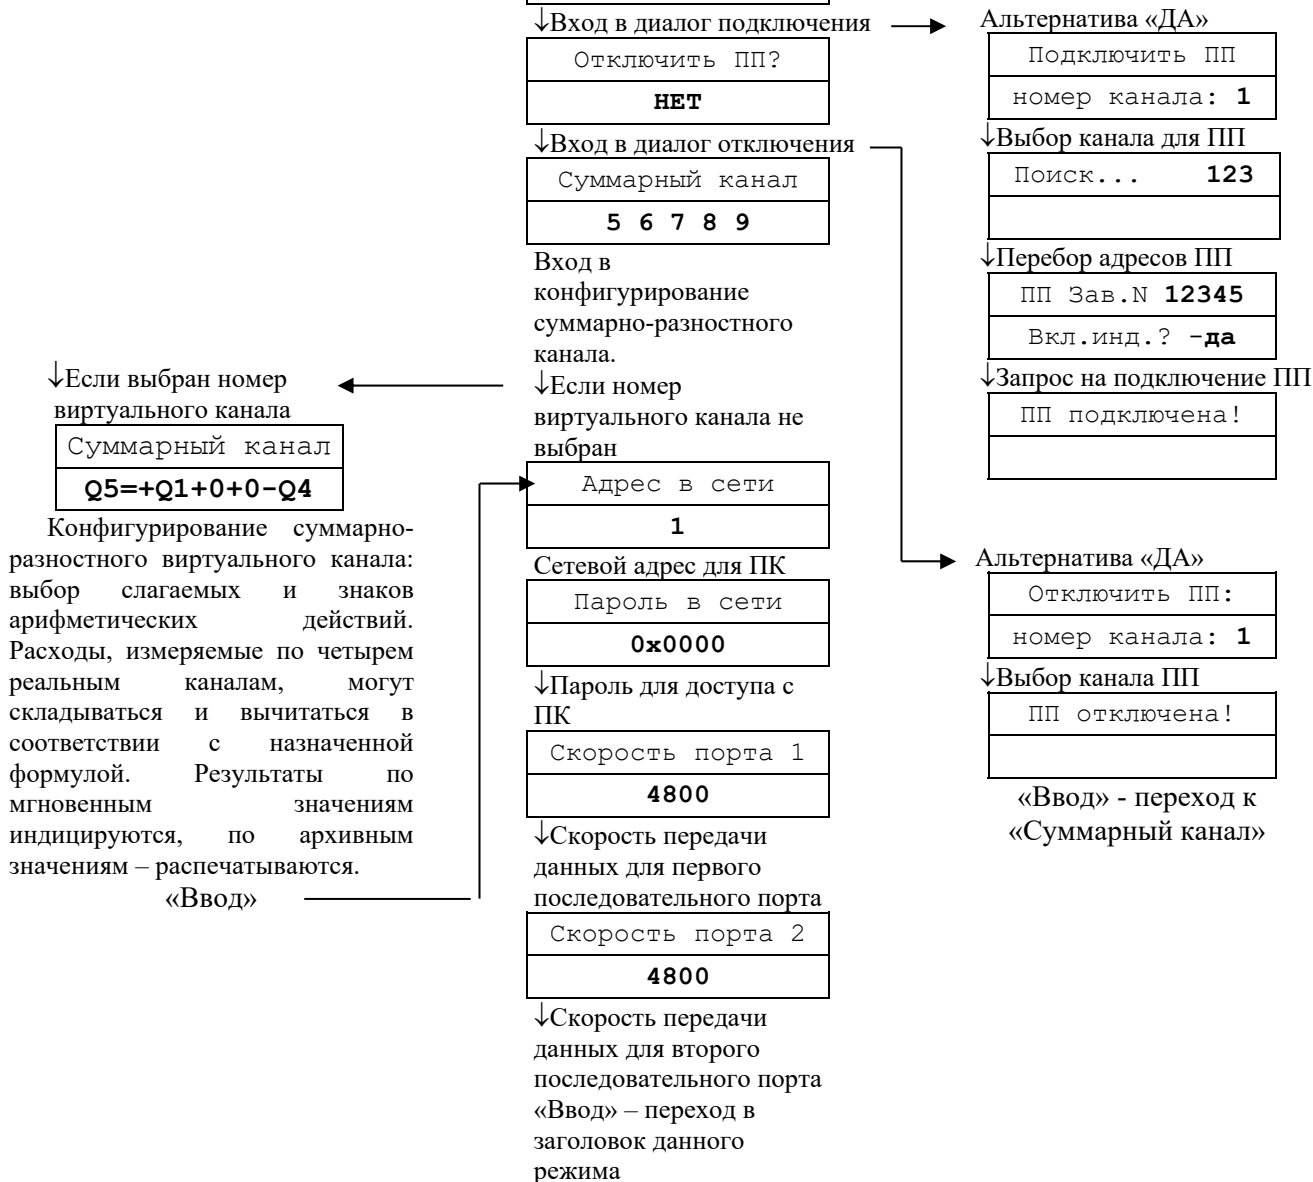 ↓Вход в диалог подключения
Отключить ПП?
НЕТ
↓Вход в диалог отключения
Суммарный канал
5 6 7 8 9
Вход в
конфигурирование
суммарно-разностного
канала.
↓Если номер
виртуального канала не
выбран
Адрес в сети
1
Сетевой адрес для ПК
Пароль в сети
0x0000
↓Пароль для доступа с
ПК
Скорость порта 1
4800
↓Скорость передачи
данных для первого
последовательного порта
Скорость порта 2
4800
↓Скорость передачи
данных для второго
последовательного порта
«Ввод» – переход в
заголовок данного
режима
↓Если выбран номер
виртуального канала
Суммарный канал
Q5=+Q1+0+0-Q4
Конфигурирование суммарно-
разностного виртуального канала:
выбор слагаемых и знаков
арифметических действий.
Расходы, измеряемые по четырем
реальным каналам, могут
складываться и вычитаться в
соответствии с назначенной
формулой. Результаты по
мгновенным значениям
индицируются, по архивным
значениям – распечатываются.
«Ввод»
Альтернатива «ДА»
Подключить ПП
номер канала: 1
↓Выбор канала для ПП
Поиск... 123
↓Перебор адресов ПП
ПП Зав.N 12345
Вкл.инд.? -да
↓Запрос на подключение ПП
ПП подключена!
Альтернатива «ДА»
Отключить ПП:
номер канала: 1
↓Выбор канала ПП
ПП отключена!
«Ввод» - переход к
«Суммарный канал»